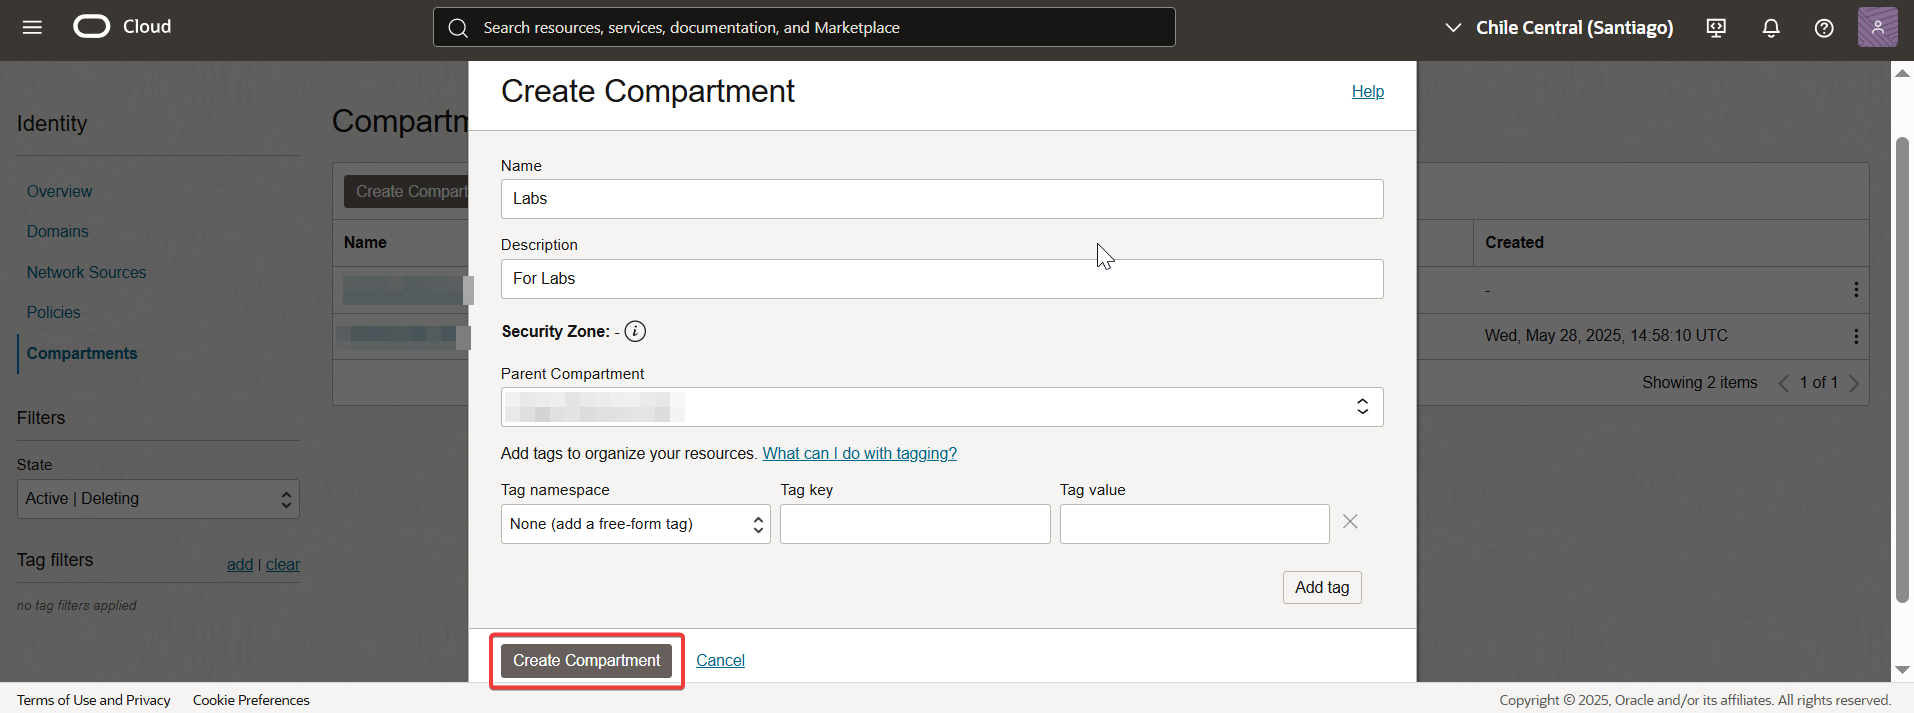 Cloud
Search resources, services, documentation, and Marketplace
Chile Central (Santiago)
Identity
Overview
Domains
Network Sources
Policies
Compartments
Filters
State
Active | Deleting
Tag filters
add | clear
no tag filters applied
Compartm
Create Compart
Name
Created
-
Wed, May 28, 2025, 14:58:10 UTC
Showing 2 items
1 of 1
Create Compartment
Help
Name
Labs
Description
For Labs
Security Zone: -
Parent Compartment
Add tags to organize your resources. What can I do with tagging?
Tag namespace
Tag key
Tag value
None (add a free-form tag)
Add tag
Create Compartment
Cancel
Terms of Use and Privacy
Cookie Preferences
Copyright © 2025, Oracle and/or its affiliates. All rights reserved.